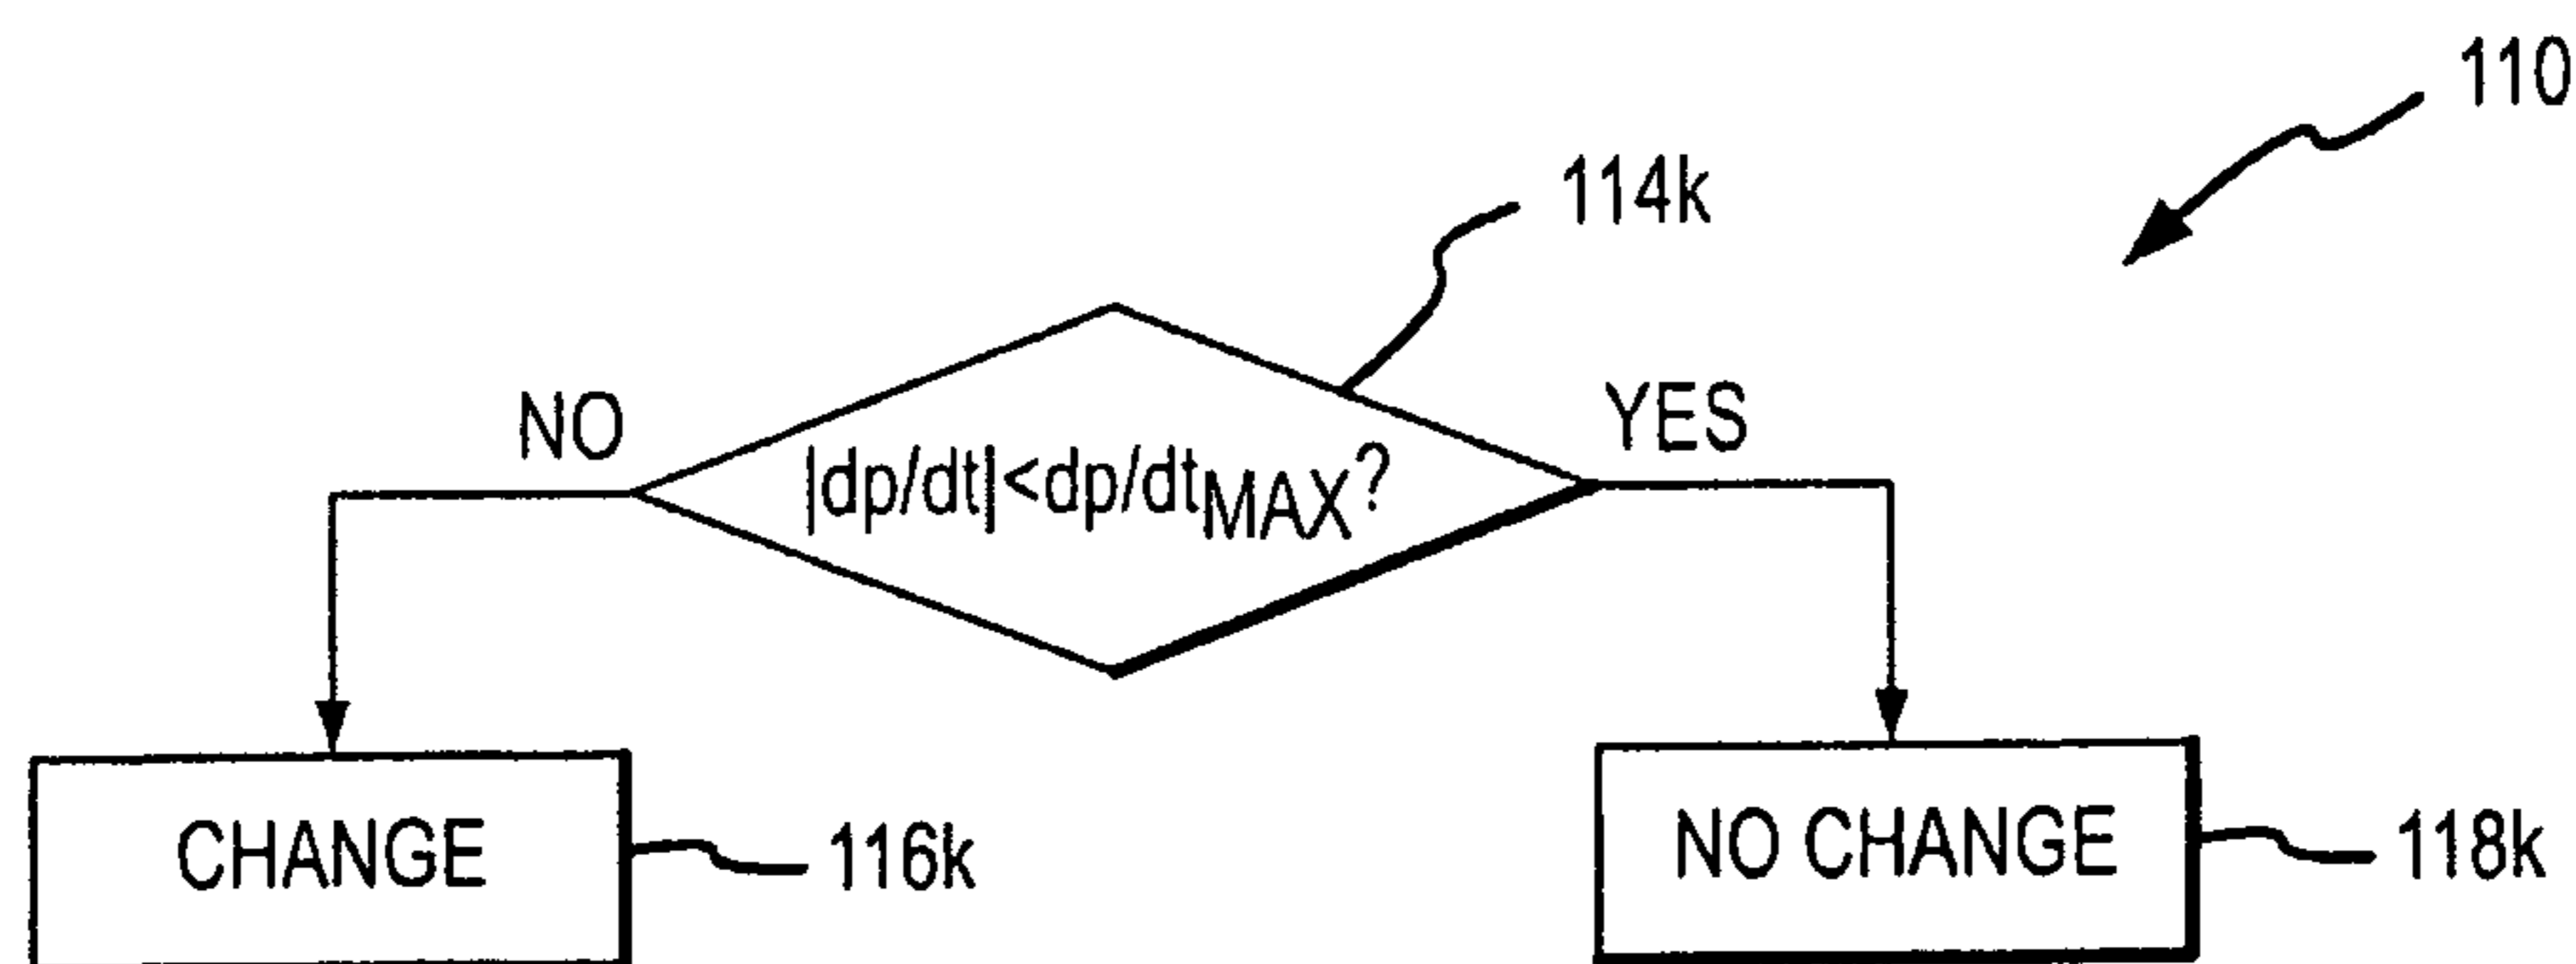 110
114k
NO
YES
|dp/dt|<dp/dtMAX?
CHANGE
116k
NO CHANGE
118k